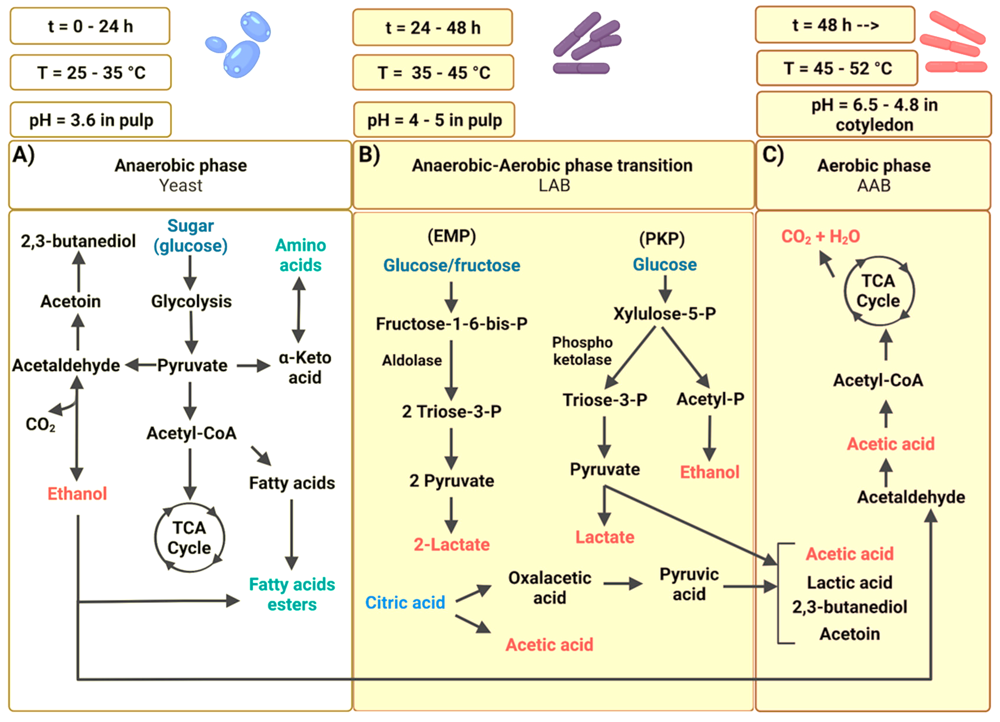 t = 0 - 24 h
T = 25 - 35 °C
pH = 3.6 in pulp
t = 24 - 48 h
T =  35 - 45 °C
pH = 4 - 5 in pulp
t = 48 h -->
T = 45 - 52 °C
pH = 6.5 - 4.8 in
cotyledon
A)
Anaerobic phase
Yeast
B)
Anaerobic-Aerobic phase transition
LAB
C)
Aerobic phase
AAB
2,3-butanediol
Sugar
(glucose)
Amino
acids
Acetoin
Glycolysis
Acetaldehyde
Pyruvate
α-Keto
acid
CO₂
Acetyl-CoA
Ethanol
Fatty acids
TCA
Cycle
Fatty acids
esters
(EMP)
Glucose/fructose
Fructose-1-6-bis-P
Aldolase
2 Triose-3-P
2 Pyruvate
2-Lactate
(PKP)
Glucose
Xylulose-5-P
Phospho
ketolase
Triose-3-P
Acetyl-P
Pyruvate
Ethanol
Lactate
Citric acid
Oxalacetic
acid
Pyruvic
acid
Acetic acid
CO₂ + H₂O
TCA
Cycle
Acetyl-CoA
Acetic acid
Acetaldehyde
Acetic acid
Lactic acid
2,3-butanediol
Acetoin